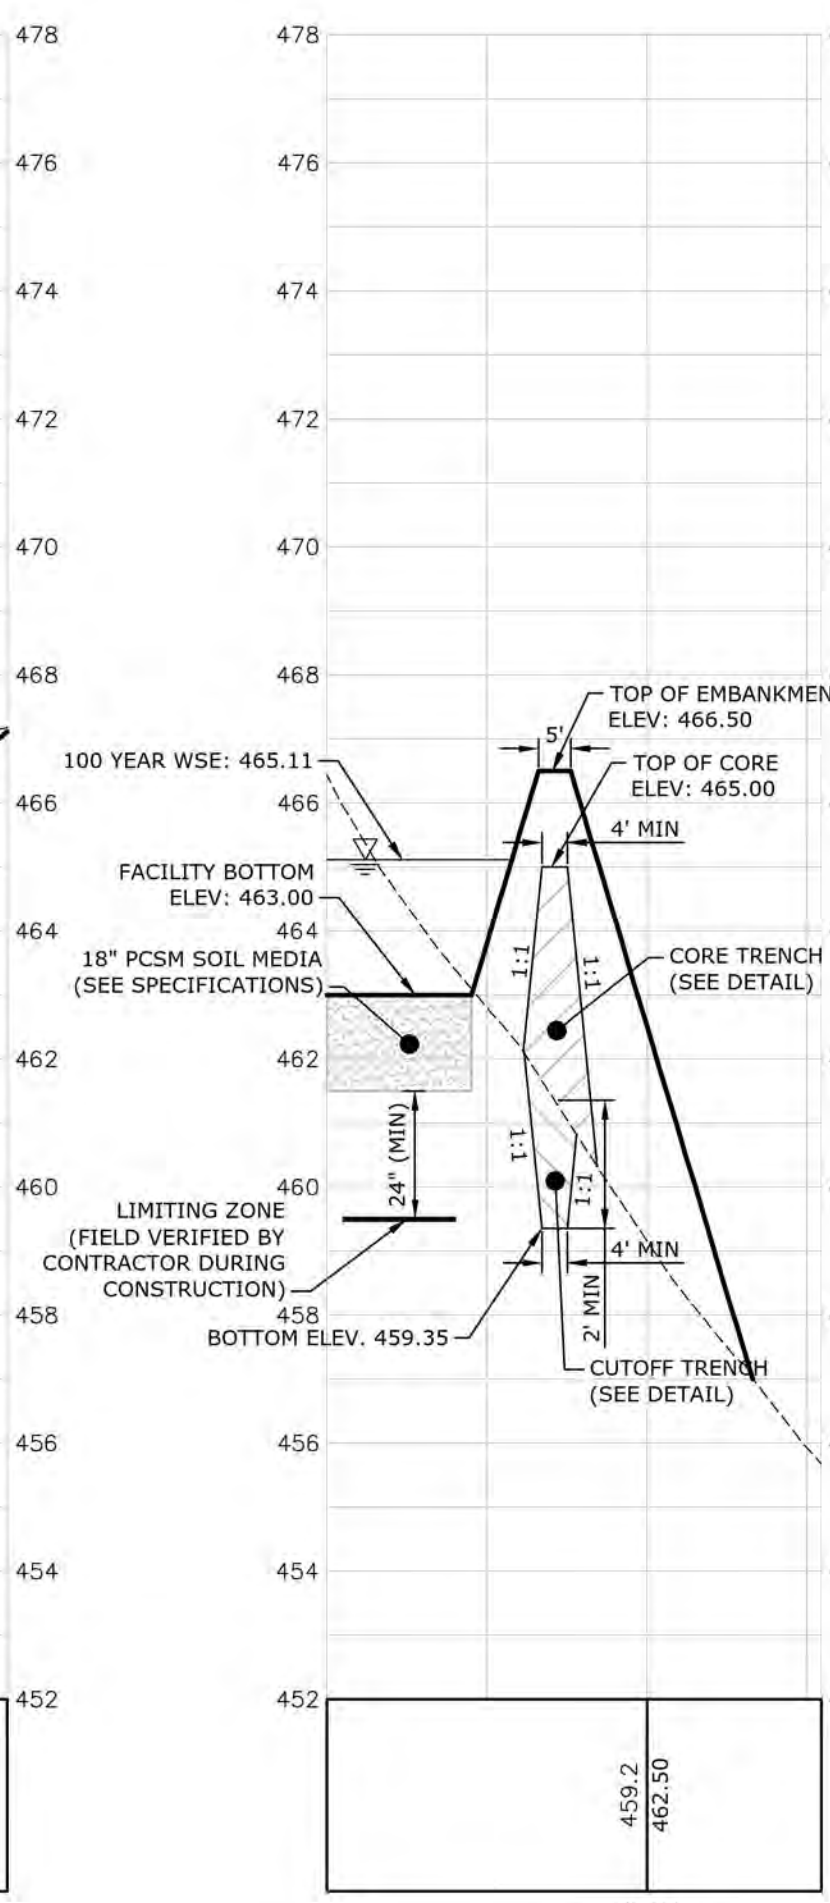 478
476
474
472
470
468
466
464
462
460
458
456
454
452
478
476
474
472
470
468
466
464
462
460
458
456
454
452
TOP OF EMBANKMEN
ELEV: 466.50
5'
100 YEAR WSE: 465.11
TOP OF CORE
ELEV: 465.00
4' MIN
FACILITY BOTTOM
ELEV: 463.00
18" PCSM SOIL MEDIA
(SEE SPECIFICATIONS)
1:1
1:1
CORE TRENCH
(SEE DETAIL)
24" (MIN)
1:1
1:1
LIMITING ZONE
(FIELD VERIFIED BY
CONTRACTOR DURING
CONSTRUCTION)
4' MIN
2' MIN
BOTTOM ELEV. 459.35
CUTOFF TRENCH
(SEE DETAIL)
459.2
462.50